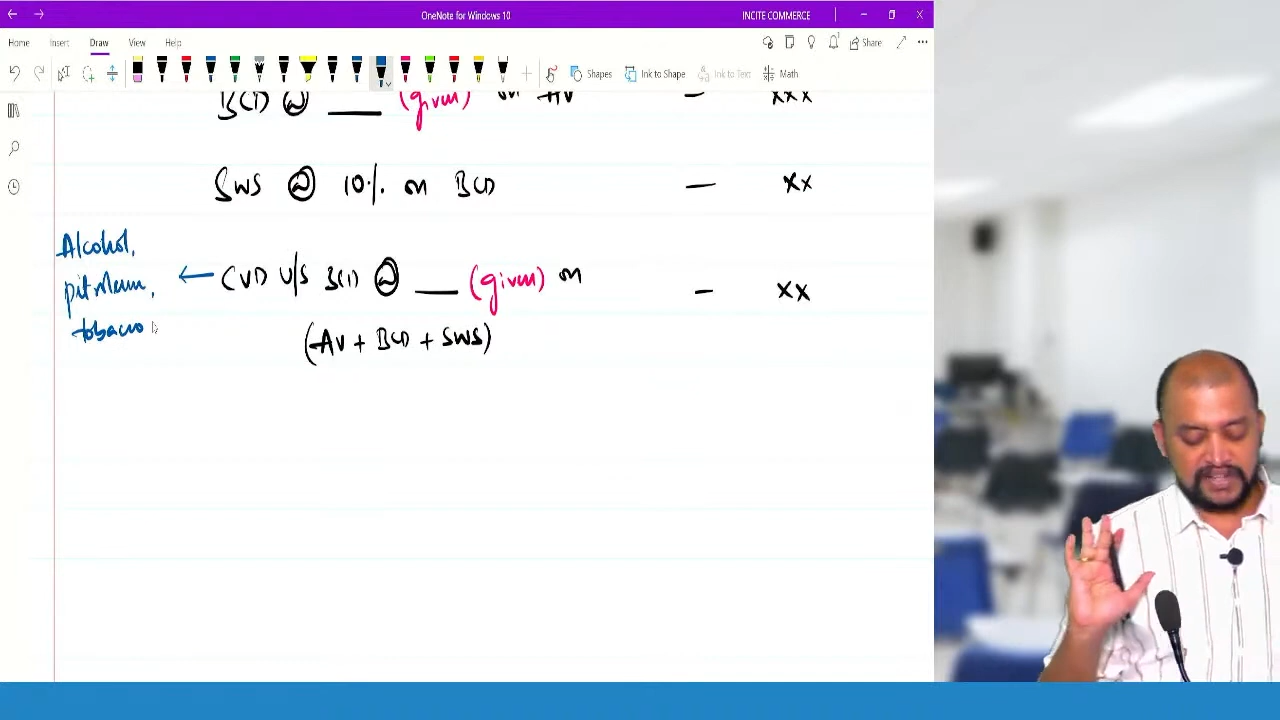 OneNote for Windows 10
INCITE COMMERCE
Home Insert Draw View Help
Share
Shapes Ink to Shape Ink to Text Math
BCD @ ___ (given) on AV - xxx
SWS @ 10% on BCD - xx
Alcohol,
pitroleum,
tobacco
← CVD U/S 3(1) @ ___ (given) on - xx
(AV + BCD + SWS)